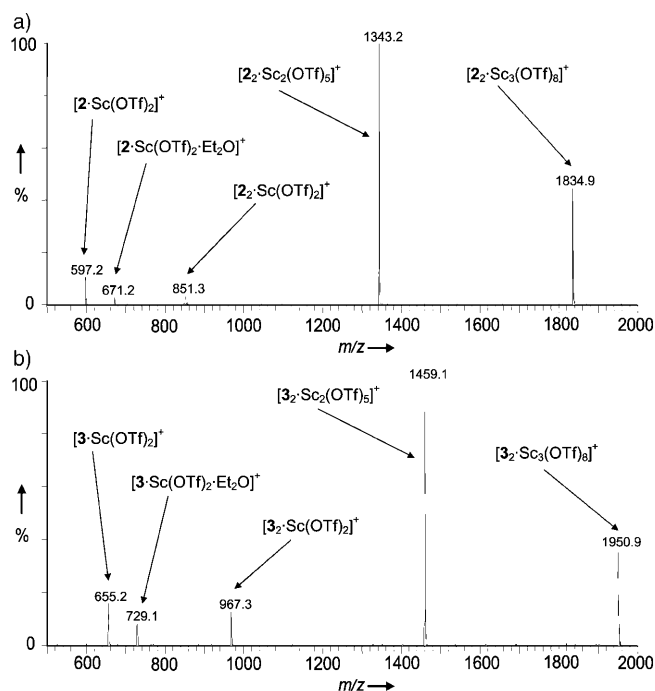 a)
100
1343.2
[2₂·Sc₂(OTf)₅]⁺
[2₂·Sc₃(OTf)₈]⁺
[2·Sc(OTf)₂]⁺
[2·Sc(OTf)₂·Et₂O]⁺
1834.9
%
[2₂·Sc(OTf)₂]⁺
597.2
671.2
851.3
0
600 800 1000 1200 1400 1600 1800 2000
m/z
b)
100
1459.1
[3₂·Sc₂(OTf)₅]⁺
[3·Sc(OTf)₂]⁺
[3₂·Sc₃(OTf)₈]⁺
[3·Sc(OTf)₂·Et₂O]⁺
[3₂·Sc(OTf)₂]⁺
%
1950.9
655.2
729.1
967.3
0
600 800 1000 1200 1400 1600 1800 2000
m/z